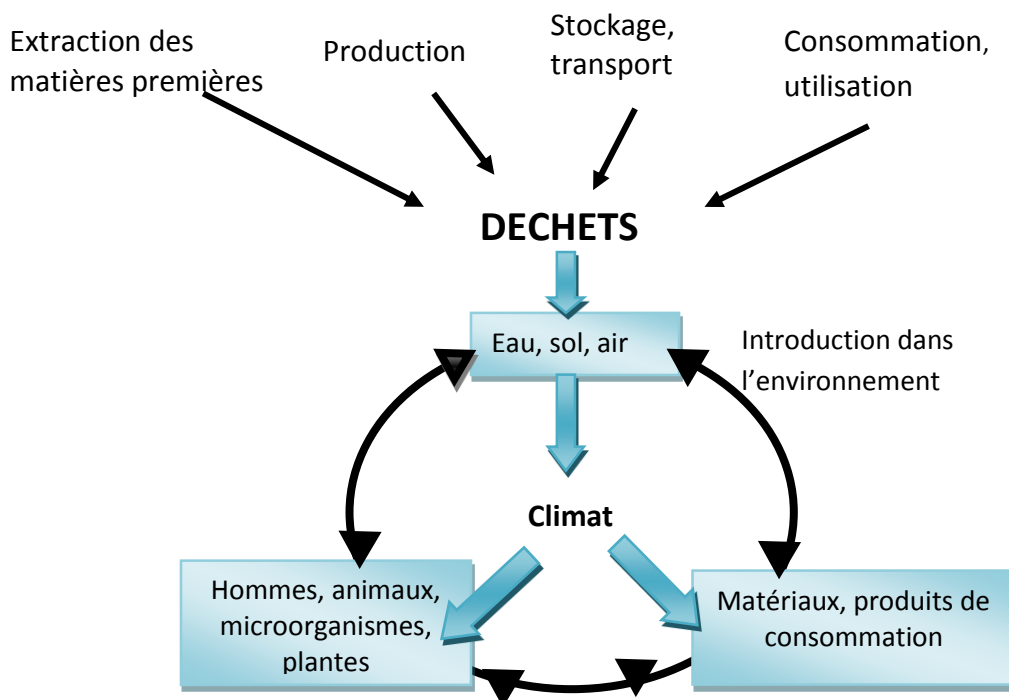 Extraction des
matières premières
Production
Stockage,
transport
Consommation,
utilisation
DECHETS
Eau, sol, air
Introduction dans
l’environnement
Climat
Hommes, animaux,
microorganismes,
plantes
Matériaux, produits de
consommation